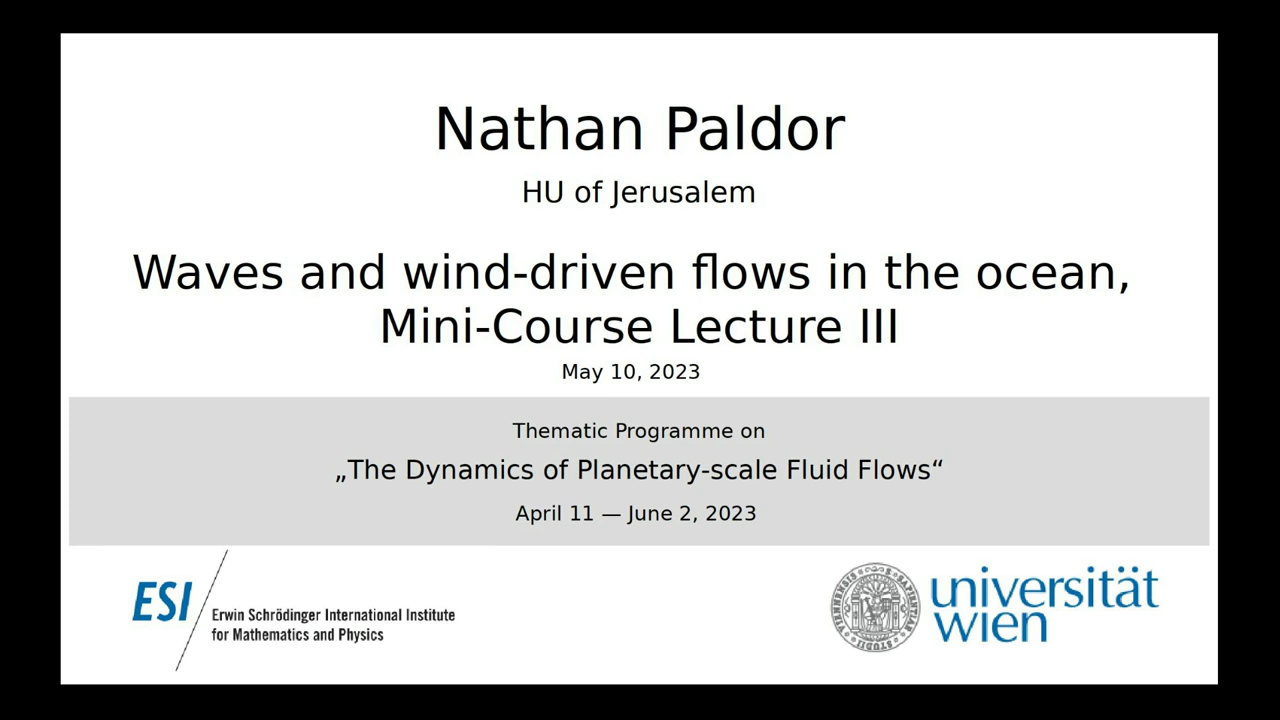 Nathan Paldor
HU of Jerusalem
Waves and wind-driven flows in the ocean,
Mini-Course Lecture III
May 10, 2023
Thematic Programme on
„The Dynamics of Planetary-scale Fluid Flows“
April 11 — June 2, 2023
ESI
Erwin Schrödinger International Institute
for Mathematics and Physics
universität
wien